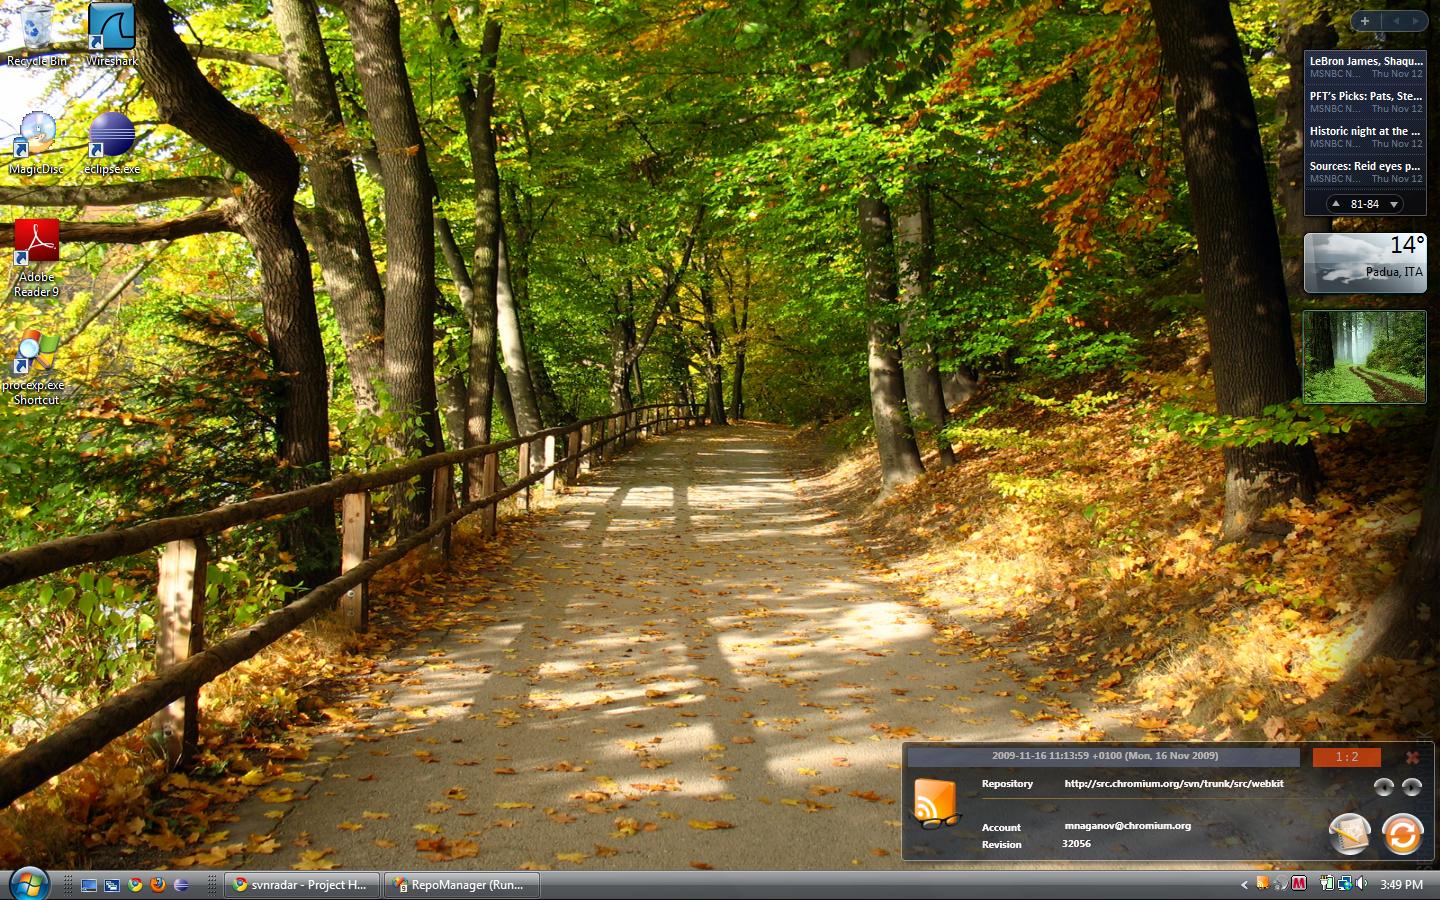 Recycle Bin
Wireshark
MagicDisc
eclipse.exe
Adobe
Reader 9
procexp.exe -
Shortcut
LeBron James, Shaqu...
MSNBC N... Thu Nov 12
PFT's Picks: Pats, Ste...
MSNBC N... Thu Nov 12
Historic night at the ...
MSNBC N... Thu Nov 12
Sources: Reid eyes p...
MSNBC N... Thu Nov 12
81-84
14°
Padua, ITA
2009-11-16 11:13:59 +0100 (Mon, 16 Nov 2009)
1 : 2
Repository http://src.chromium.org/svn/trunk/src/webkit
Account mnaganov@chromium.org
Revision 32056
svnradar - Project H...
RepoManager (Run...
3:49 PM